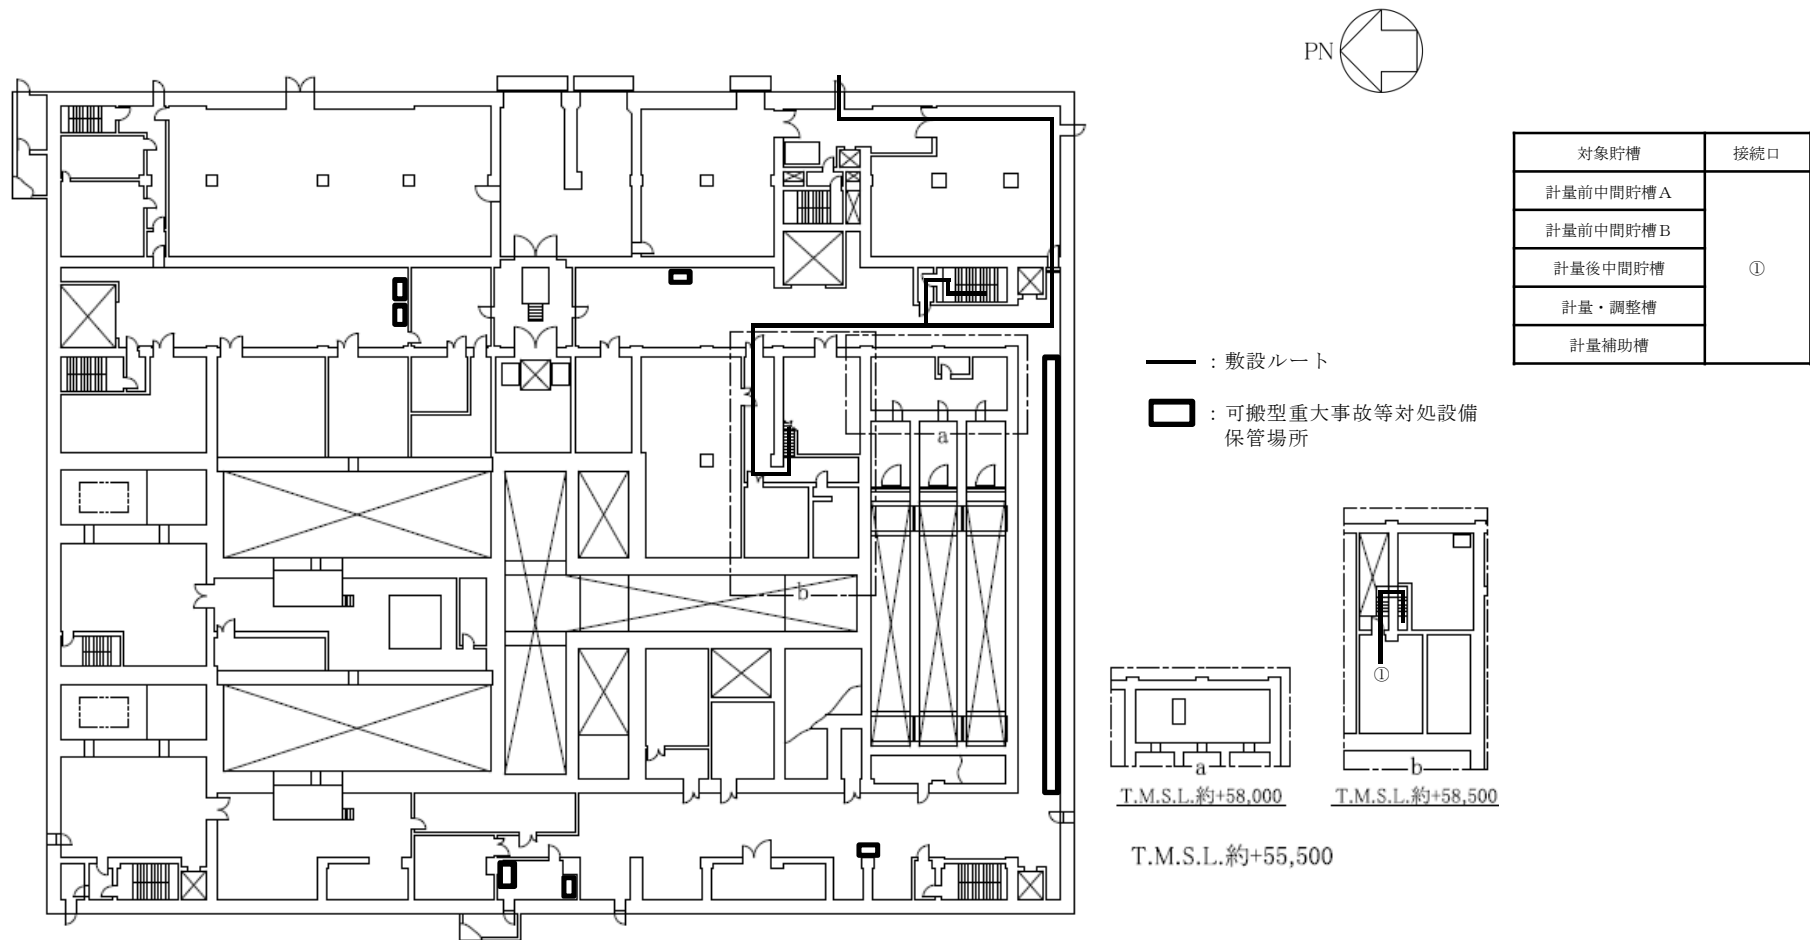 PN
対象貯槽 接続口
計量前中間貯槽A
計量前中間貯槽B
計量後中間貯槽 ①
計量・調整槽
計量補助槽
：敷設ルート
：可搬型重大事故等対処設備
保管場所
a
b
①
a
T.M.S.L.約+58,000
b
T.M.S.L.約+58,500
T.M.S.L.約+55,500